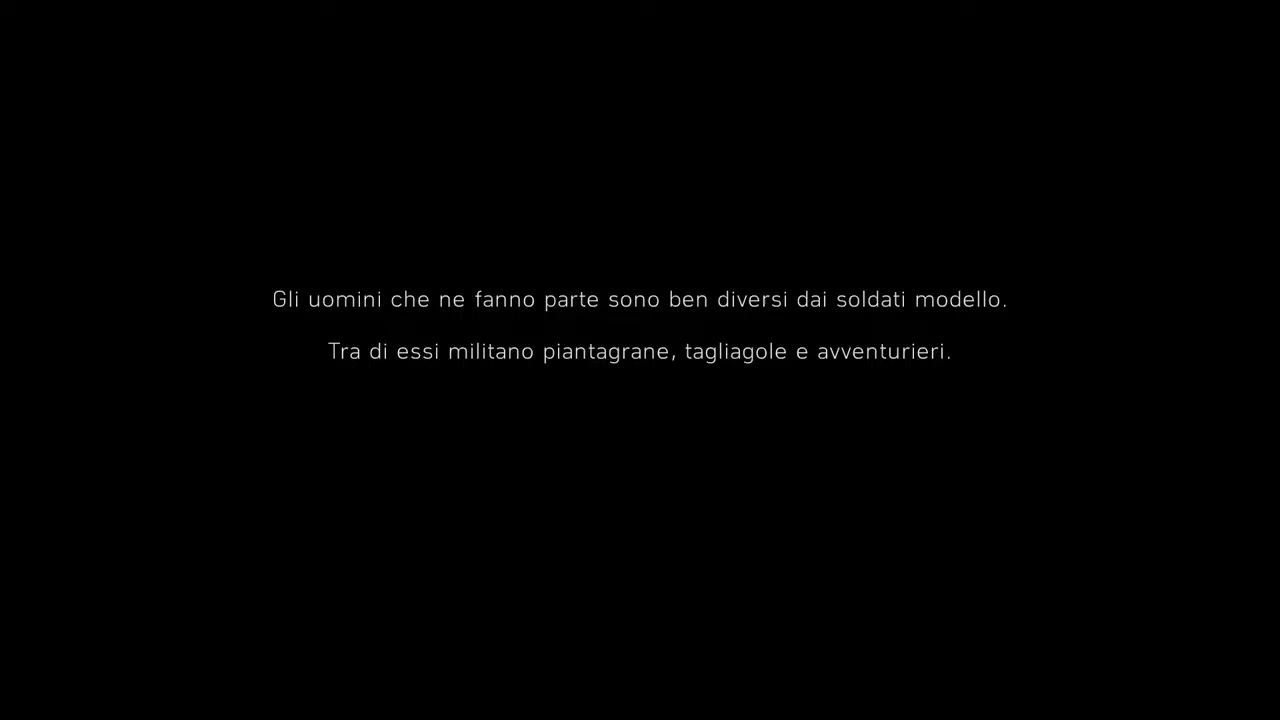 Gli uomini che ne fanno parte sono ben diversi dai soldati modello.
Tra di essi militano piantagrane, tagliagole e avventurieri.